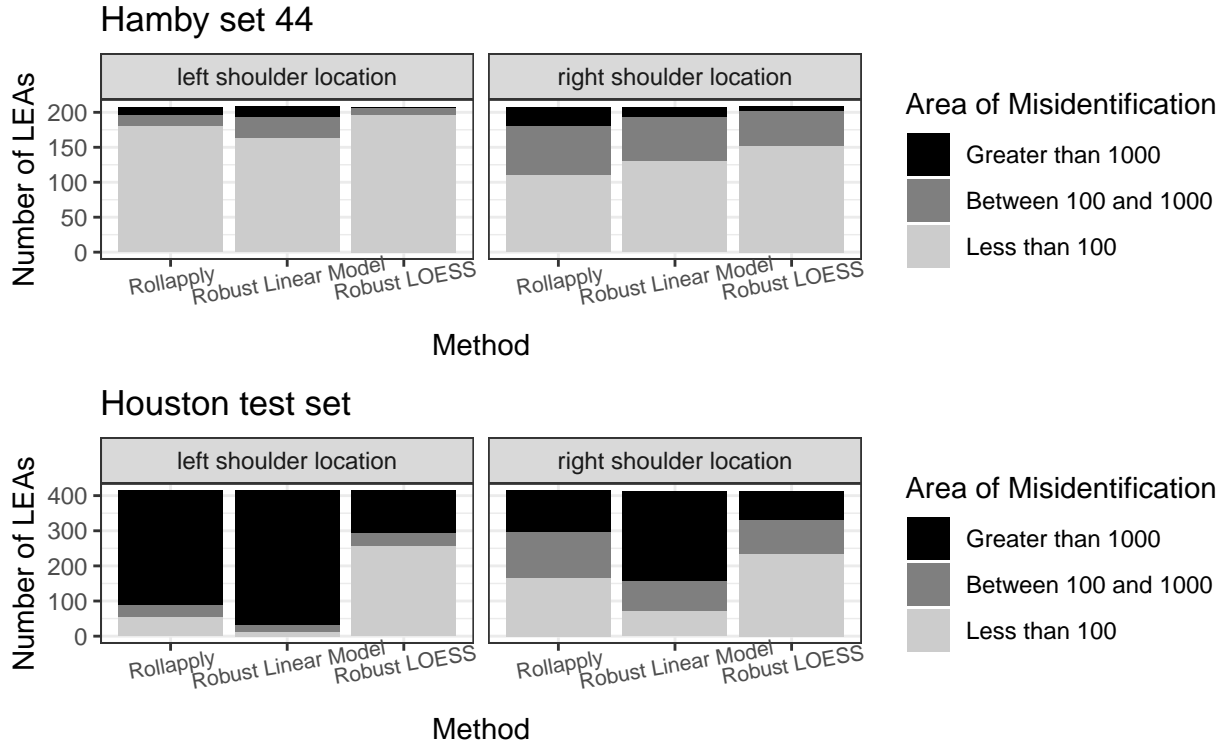 Hamby set 44
left shoulder location
right shoulder location
Number of LEAs
200
150
100
50
0
Rollapply
Robust Linear Model
Robust LOESS
Rollapply
Robust Linear Model
Robust LOESS
Method
Area of Misidentification
Greater than 1000
Between 100 and 1000
Less than 100
Houston test set
left shoulder location
right shoulder location
Number of LEAs
400
300
200
100
0
Rollapply
Robust Linear Model
Robust LOESS
Rollapply
Robust Linear Model
Robust LOESS
Method
Area of Misidentification
Greater than 1000
Between 100 and 1000
Less than 100